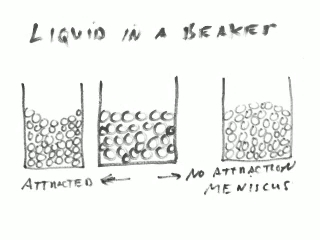 LIQUID IN A BEAKER
ATTRACTED ← → NO ATTRACTION
MENISCUS